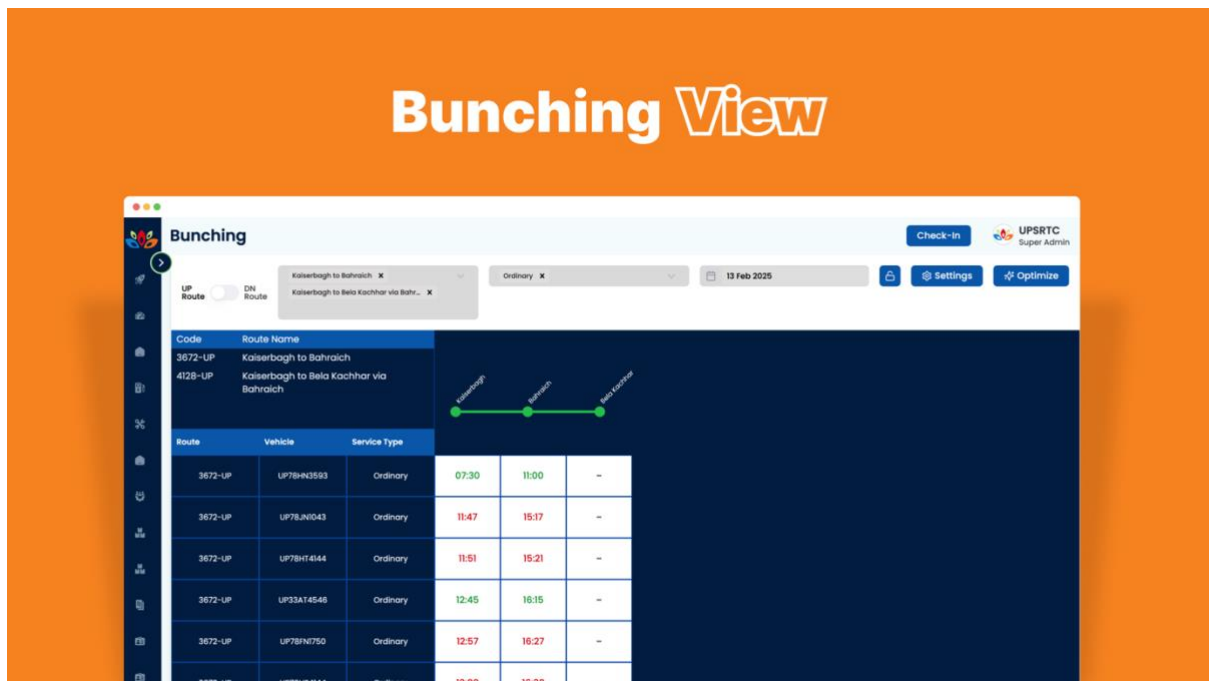 Bunching View
Bunching
Check-In
UPSRTC
Super Admin
UP Route
DN Route
Kaiserbagh to Bahraich x
Kaiserbagh to Bela Kachhar via Bahr... x
Ordinary x
13 Feb 2025
Settings
Optimize
Code Route Name
3672-UP Kaiserbagh to Bahraich
4128-UP Kaiserbagh to Bela Kachhar via
Bahraich
Kaiserbagh
Bahraich
Bela Kachhar
Route Vehicle Service Type
3672-UP UP78HN3593 Ordinary 07:30 11:00 -
3672-UP UP78JN1043 Ordinary 11:47 15:17 -
3672-UP UP78HT4144 Ordinary 11:51 15:21 -
3672-UP UP33AT4546 Ordinary 12:45 16:15 -
3672-UP UP78FN1750 Ordinary 12:57 16:27 -